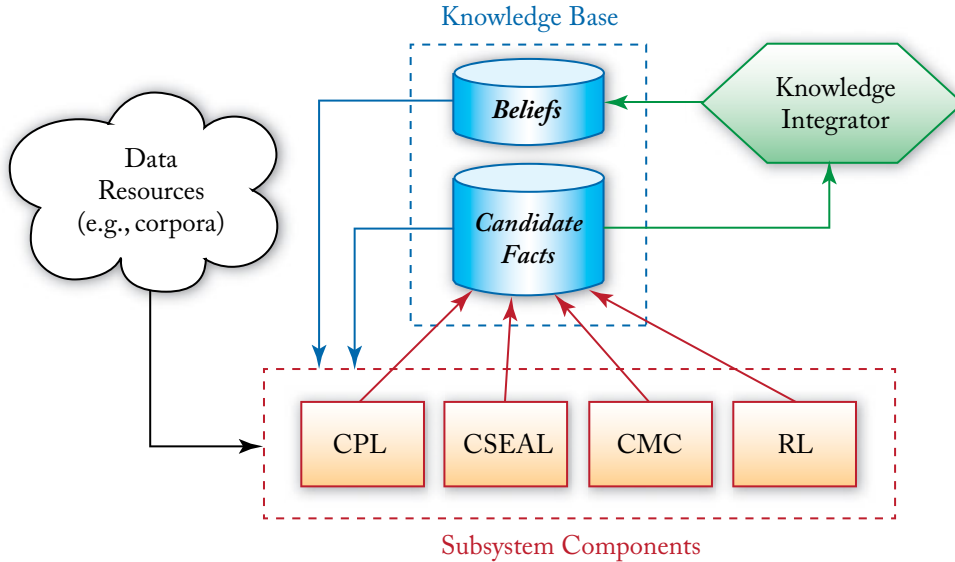 Knowledge Base
Beliefs
Knowledge
Integrator
Data
Resources
(e.g., corpora)
Candidate
Facts
CPL
CSEAL
CMC
RL
Subsystem Components